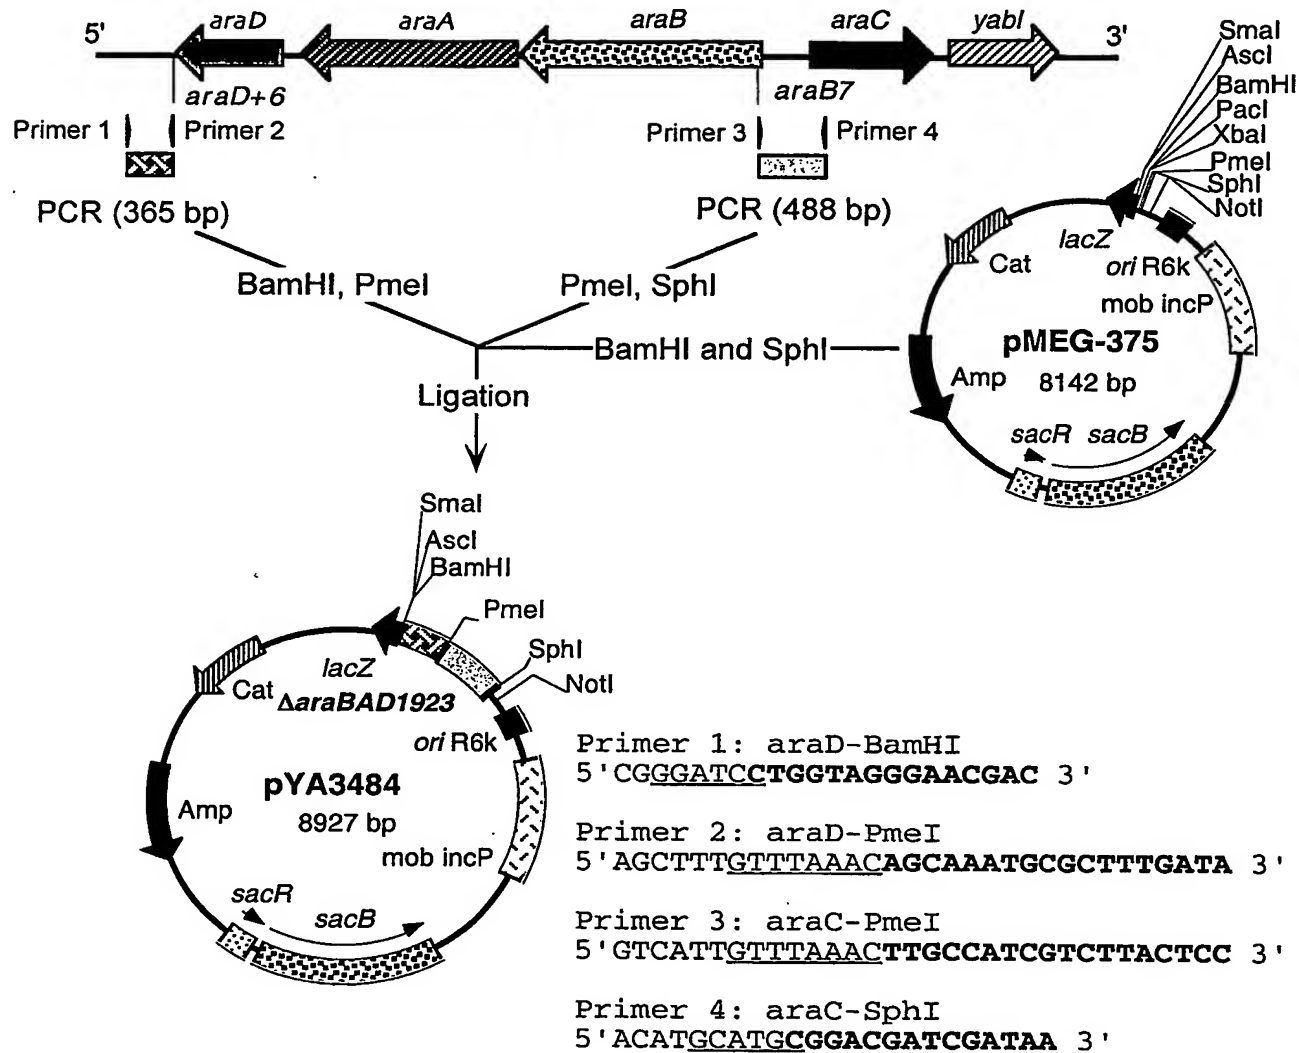 araD araA araB araC yabI
5' 3'
araD+6 araB7
Primer 1 Primer 2 Primer 3 Primer 4
PCR (365 bp) PCR (488 bp)
SmaI
AscI
BamHI
PacI
XbaI
PmeI
SphI
NotI
lacZ
Cat
ori R6k
mob incP
pMEG-375
8142 bp
Amp
sacR sacB
BamHI, PmeI PmeI, SphI
BamHI and SphI
Ligation
SmaI
AscI
BamHI
PmeI
SphI
NotI
lacZ
Cat ΔaraBAD1923
ori R6k
pYA3484
8927 bp
Amp
mob incP
sacR
sacB
Primer 1: araD-BamHI
5'CGGGATCCTGGTAGGGAACGAC 3'
Primer 2: araD-PmeI
5'AGCTTTGTTTAAACAGCAAATGCGCTTTGATA 3'
Primer 3: araC-PmeI
5'GTCATTGTTTAAACTTGCCATCGTCTTACTCC 3'
Primer 4: araC-SphI
5'ACATGCATGCGGACGATCGATAA 3'